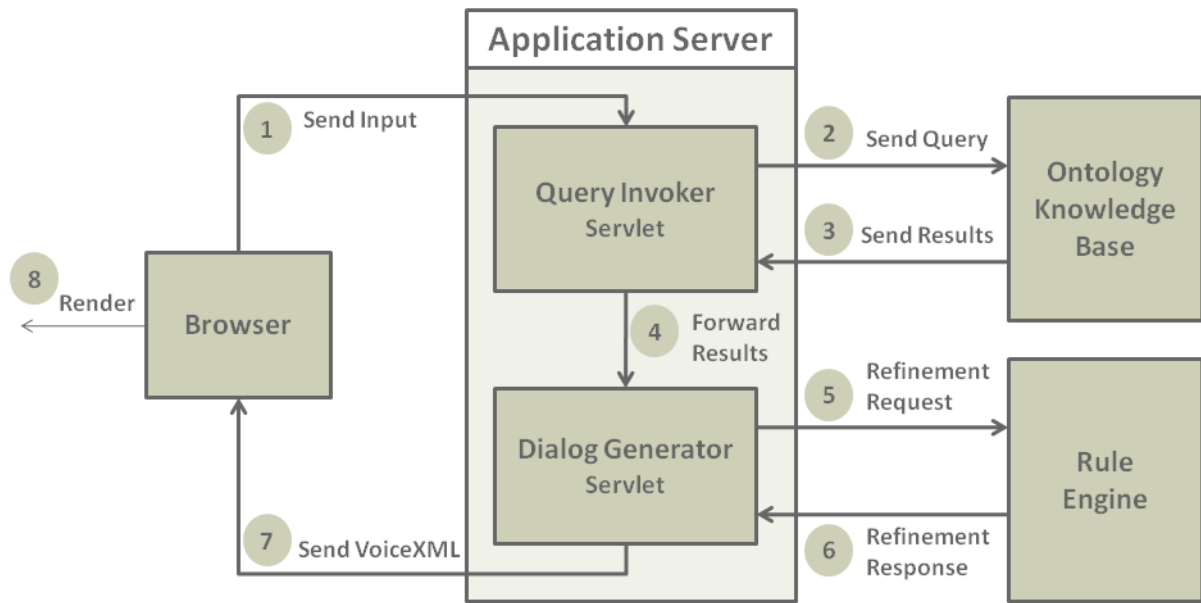 Application Server
1
Send Input
2
Send Query
Query Invoker
Servlet
Ontology
Knowledge
Base
3
Send Results
8
Render
Browser
4
Forward
Results
5
Refinement
Request
Dialog Generator
Servlet
Rule
Engine
7
Send VoiceXML
6
Refinement
Response